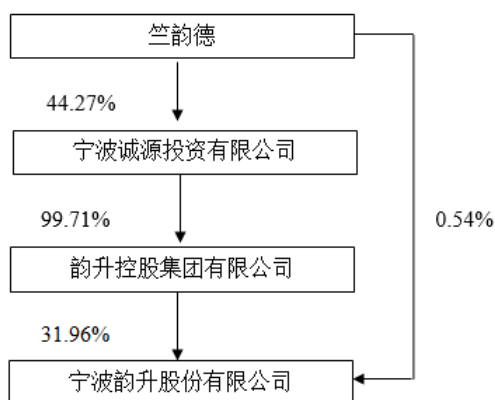 竺韵德
44.27%
宁波诚源投资有限公司
99.71%
0.54%
韵升控股集团有限公司
31.96%
宁波韵升股份有限公司